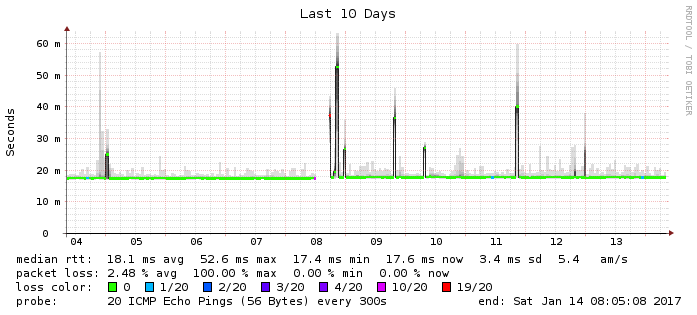 Last 10 Days
RRDTOOL / TOBI OETIKER
Seconds
60 m
50 m
40 m
30 m
20 m
10 m
0
04 05 06 07 08 09 10 11 12 13
median rtt: 18.1 ms avg 52.6 ms max 17.4 ms min 17.6 ms now 3.4 ms sd 5.4 am/s
packet loss: 2.48 % avg 100.00 % max 0.00 % min 0.00 % now
loss color: 0 1/20 2/20 3/20 4/20 10/20 19/20
probe: 20 ICMP Echo Pings (56 Bytes) every 300s end: Sat Jan 14 08:05:08 2017